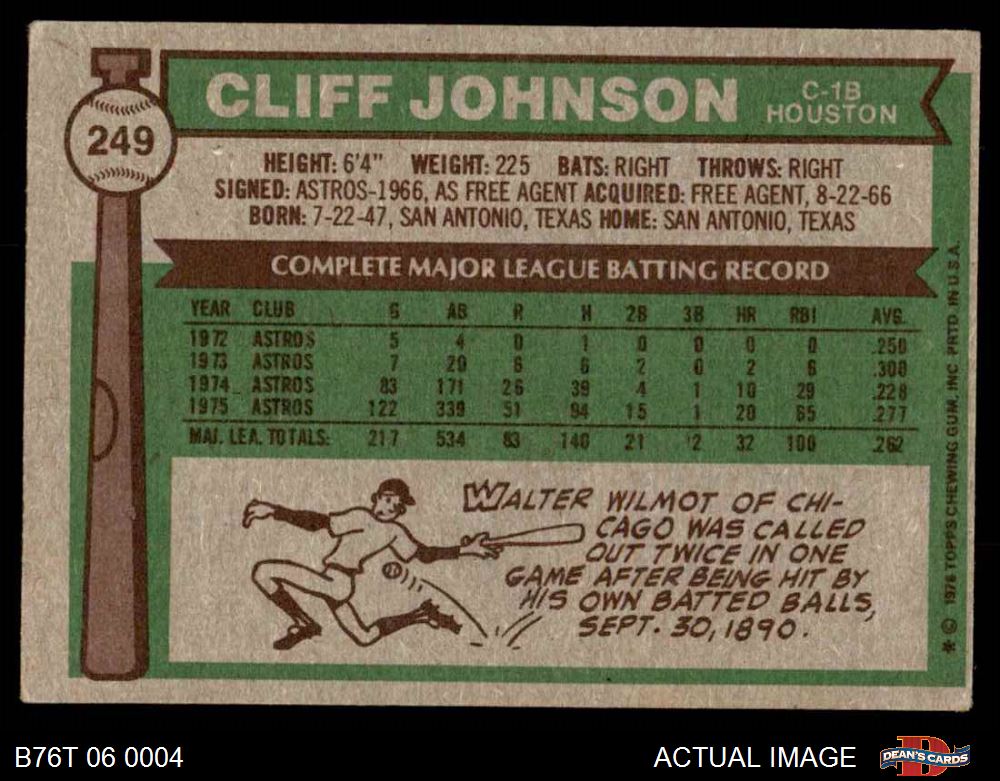 249
CLIFF JOHNSON
C-1B
HOUSTON
HEIGHT: 6'4" WEIGHT: 225 BATS: RIGHT THROWS: RIGHT
SIGNED: ASTROS-1966, AS FREE AGENT ACQUIRED: FREE AGENT, 8-22-66
BORN: 7-22-47, SAN ANTONIO, TEXAS HOME: SAN ANTONIO, TEXAS
COMPLETE MAJOR LEAGUE BATTING RECORD
YEAR CLUB G AB R H 2B 3B HR RBI AVG.
1972 ASTROS 5 4 0 1 0 0 0 0 .250
1973 ASTROS 7 20 6 6 2 0 2 6 .300
1974 ASTROS 83 171 26 39 4 1 10 29 .228
1975 ASTROS 122 339 51 94 15 1 20 65 .277
MAJ. LEA. TOTALS: 217 534 83 140 21 2 32 100 .262
WALTER WILMOT OF CHI-
CAGO WAS CALLED
OUT TWICE IN ONE
GAME AFTER BEING HIT BY
HIS OWN BATTED BALLS,
SEPT. 30, 1890.
* © 1976 TOPPS CHEWING GUM, INC PRTD IN U.S.A.
B76T 06 0004
ACTUAL IMAGE
DEAN'S CARDS